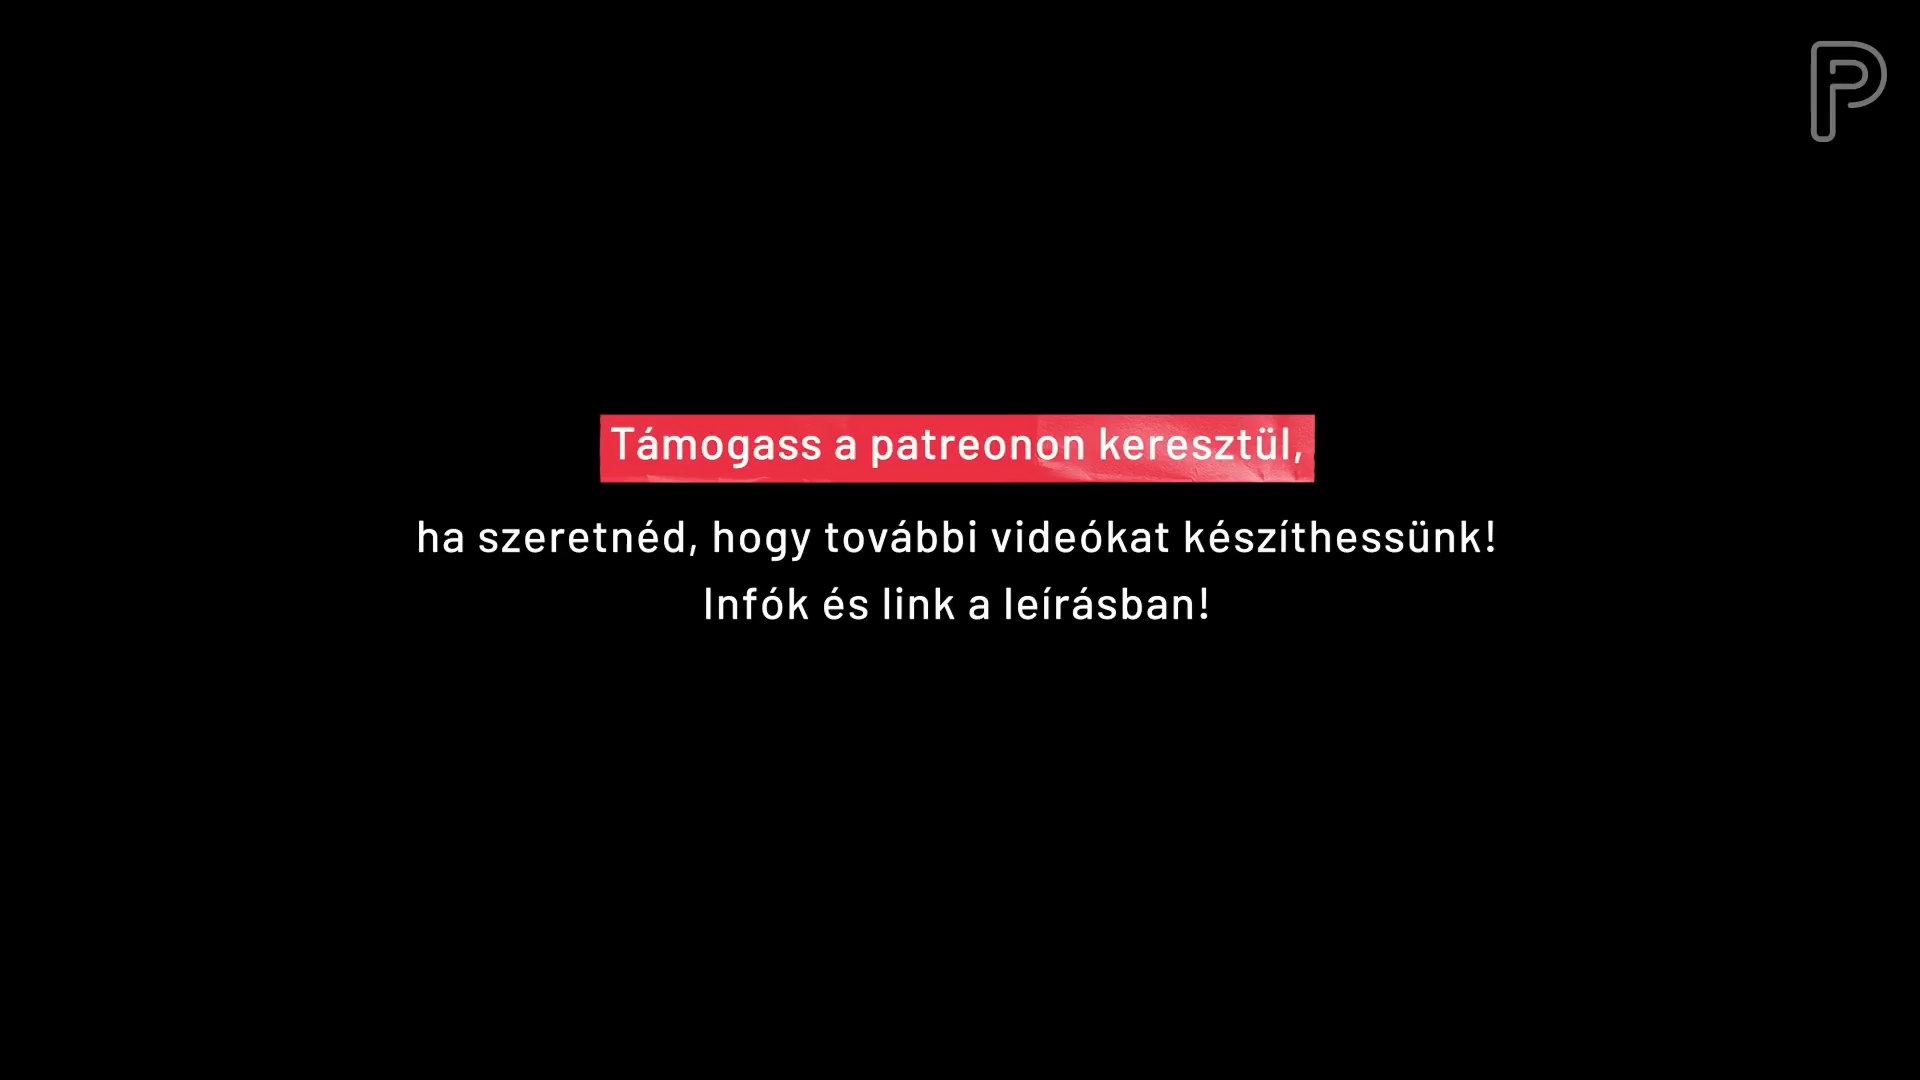 P
Támogass a patreonon keresztül,
ha szeretnéd, hogy további videókat készíthessünk!
Infók és link a leírásban!